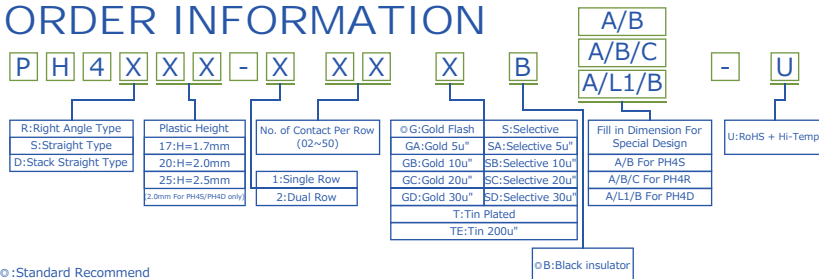 ORDER INFORMATION
A/B
A/B/C
P H 4 X X X - X X X X B A/L1/B - U
R:Right Angle Type
S:Straight Type
D:Stack Straight Type
Plastic Height
17:H=1.7mm
20:H=2.0mm
25:H=2.5mm
(2.0mm For PH4S/PH4D only)
No. of Contact Per Row
(02~50)
1:Single Row
2:Dual Row
◎G:Gold Flash S:Selective
GA:Gold 5u" SA:Selective 5u"
GB:Gold 10u" SB:Selective 10u"
GC:Gold 20u" SC:Selective 20u"
GD:Gold 30u" SD:Selective 30u"
T:Tin Plated
TE:Tin 200u"
Fill in Dimension For
Special Design
A/B For PH4S
A/B/C For PH4R
A/L1/B For PH4D
U:RoHS + Hi-Temp
◎B:Black insulator
◎:Standard Recommend